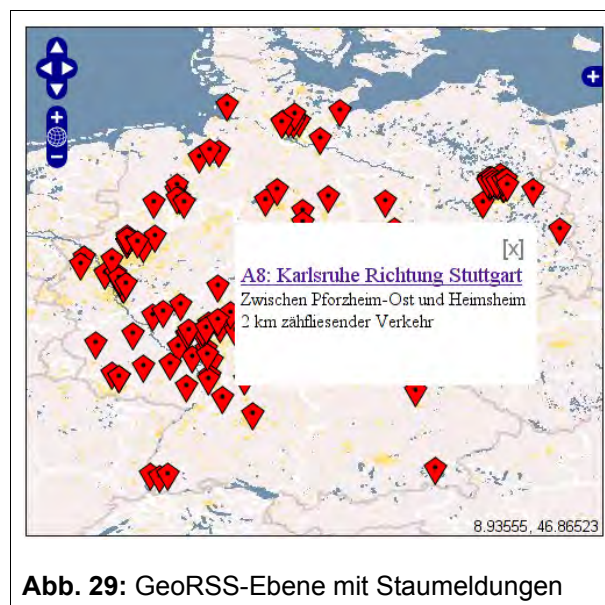 [x]
A8: Karlsruhe Richtung Stuttgart
Zwischen Pforzheim-Ost und Heimsheim
2 km zähfliesender Verkehr
8.93555, 46.86523
Abb. 29: GeoRSS-Ebene mit Staumeldungen